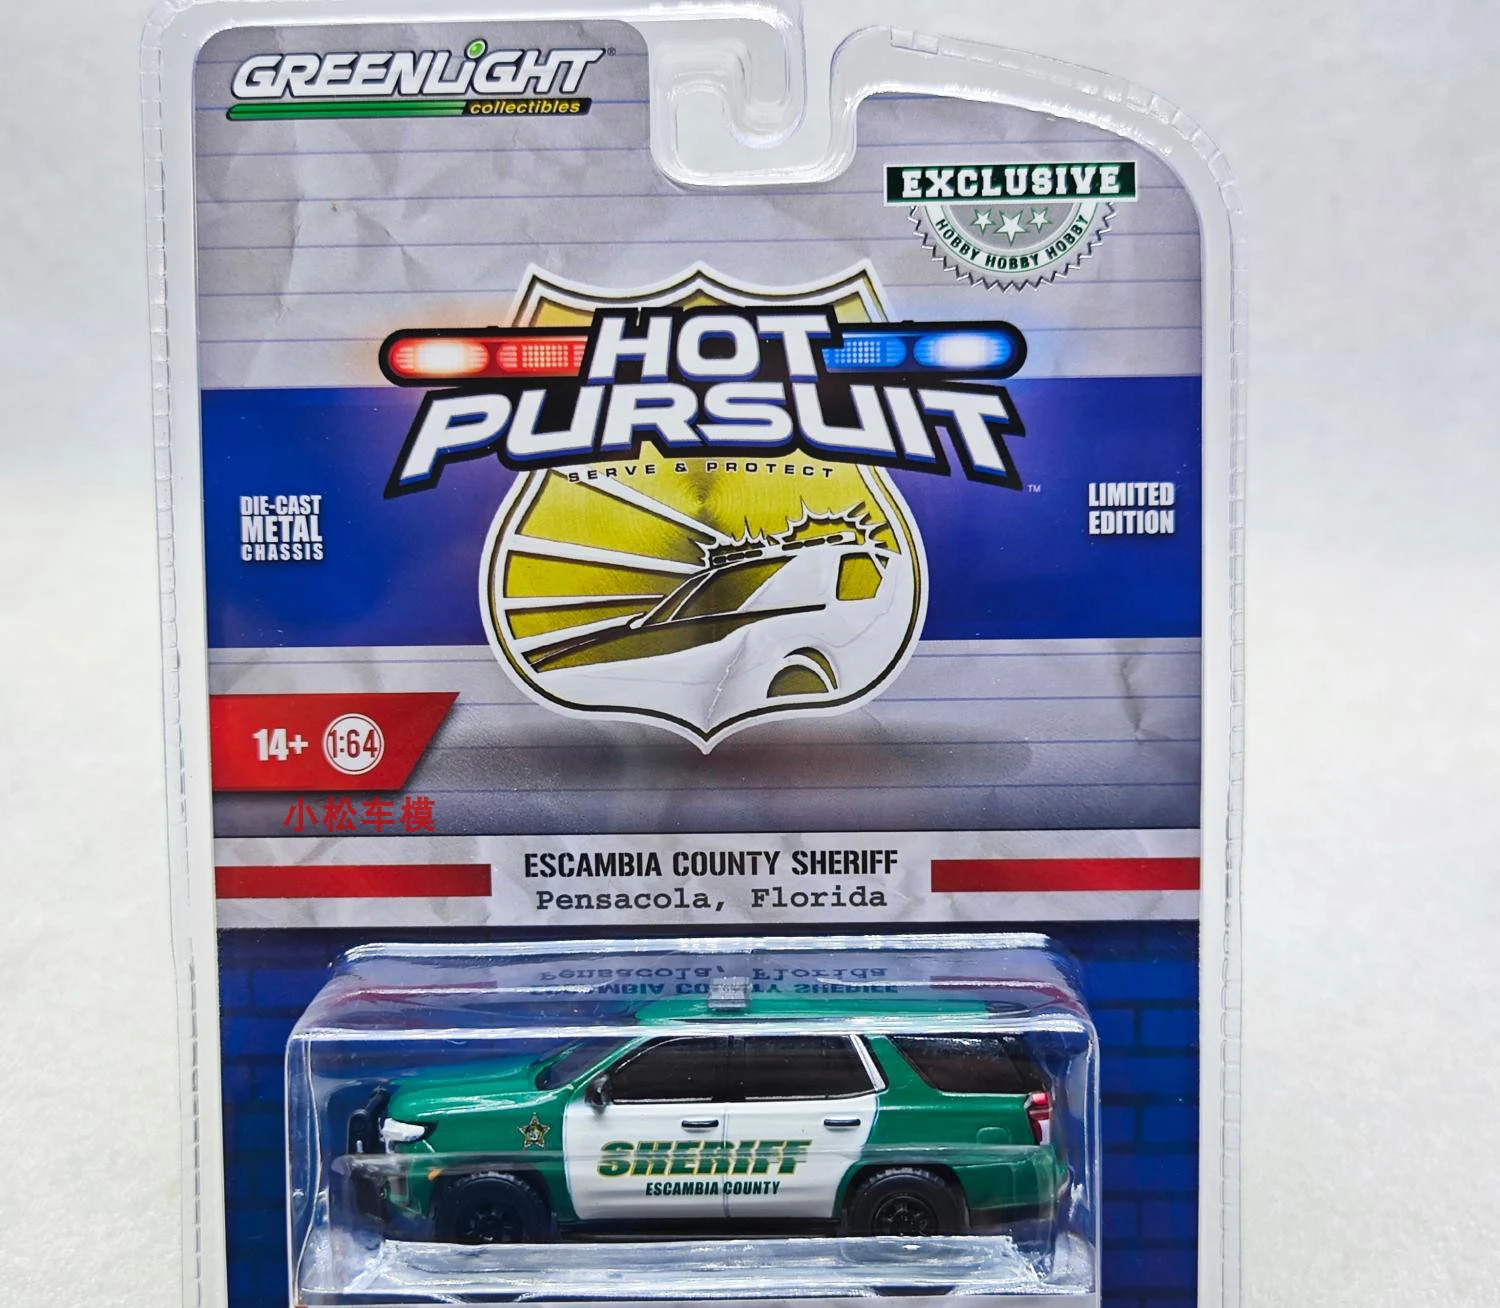 GREENLiGHT®
collectibles
EXCLUSIVE
HOBBY HOBBY HOBBY
HOT
PURSUIT™
SERVE & PROTECT
DIE-CAST
METAL
CHASSIS
LIMITED
EDITION
14+ 1:64
小松车模
ESCAMBIA COUNTY SHERIFF
Pensacola, Florida
SHERIFF
ESCAMBIA COUNTY